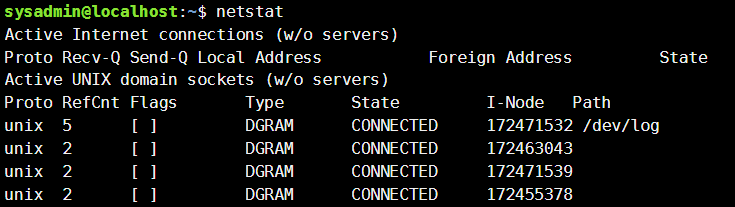 sysadmin@localhost:~$ netstat
Active Internet connections (w/o servers)
Proto Recv-Q Send-Q Local Address           Foreign Address         State
Active UNIX domain sockets (w/o servers)
Proto RefCnt Flags       Type       State         I-Node   Path
unix  5      [ ]         DGRAM      CONNECTED     172471532 /dev/log
unix  2      [ ]         DGRAM      CONNECTED     172463043
unix  2      [ ]         DGRAM      CONNECTED     172471539
unix  2      [ ]         DGRAM      CONNECTED     172455378